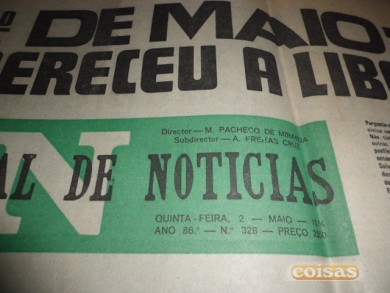 º DE MAIO:
ERECEU A LIB
Director — M. PACHECO DE MIRANDA
Subdirector — A. FREITAS CRUZ
N
AL DE NOTICIAS
QUINTA-FEIRA, 2 — MAIO —
ANO 86.º — N.º 328 — PREÇO
coisas